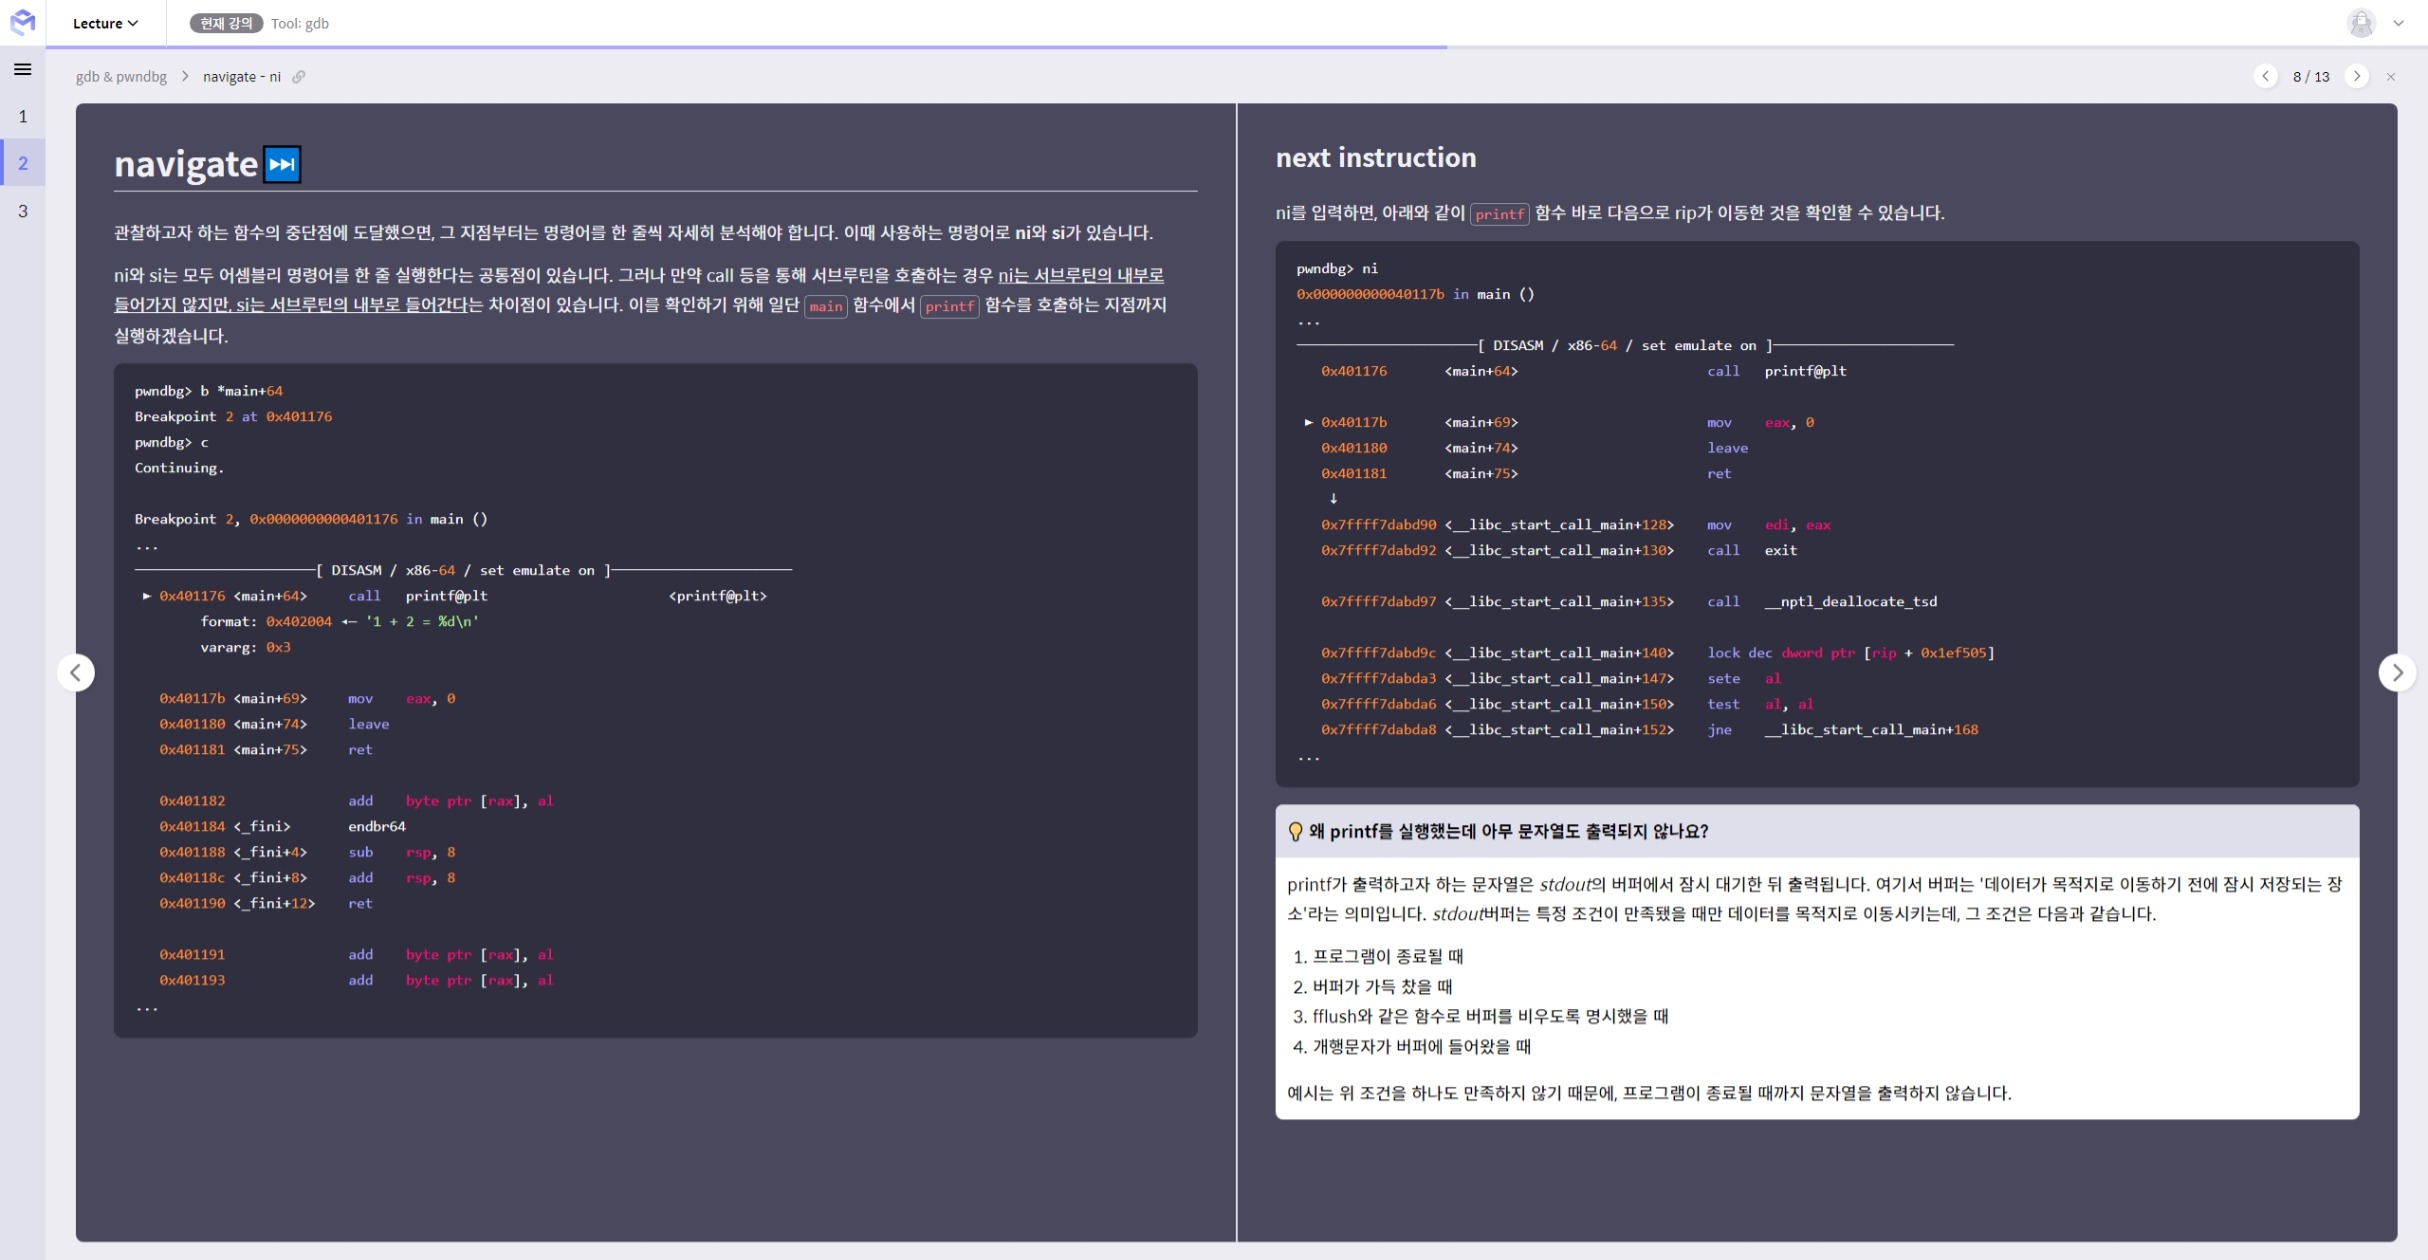 Lecture
현재 강의 Tool: gdb
gdb & pwndbg > navigate - ni
8 / 13
1
2
3
navigate
관찰하고자 하는 함수의 중단점에 도달했으면, 그 지점부터는 명령어를 한 줄씩 자세히 분석해야 합니다. 이때 사용하는 명령어로 ni와 si가 있습니다.
ni와 si는 모두 어셈블리 명령어를 한 줄 실행한다는 공통점이 있습니다. 그러나 만약 call 등을 통해 서브루틴을 호출하는 경우 ni는 서브루틴의 내부로
들어가지 않지만, si는 서브루틴의 내부로 들어간다는 차이점이 있습니다. 이를 확인하기 위해 일단 main 함수에서 printf 함수를 호출하는 지점까지
실행하겠습니다.
pwndbg> b *main+64
Breakpoint 2 at 0x401176
pwndbg> c
Continuing.
Breakpoint 2, 0x0000000000401176 in main ()
...
──────────────────────[ DISASM / x86-64 / set emulate on ]──────────────────────
► 0x401176 <main+64> call printf@plt <printf@plt>
format: 0x402004 ◂— '1 + 2 = %d\n'
vararg: 0x3
0x40117b <main+69> mov eax, 0
0x401180 <main+74> leave
0x401181 <main+75> ret
0x401182 add byte ptr [rax], al
0x401184 <_fini> endbr64
0x401188 <_fini+4> sub rsp, 8
0x40118c <_fini+8> add rsp, 8
0x401190 <_fini+12> ret
0x401191 add byte ptr [rax], al
0x401193 add byte ptr [rax], al
...
next instruction
ni를 입력하면, 아래와 같이 printf 함수 바로 다음으로 rip가 이동한 것을 확인할 수 있습니다.
pwndbg> ni
0x000000000040117b in main ()
...
──────────────────────[ DISASM / x86-64 / set emulate on ]──────────────────────
0x401176 <main+64> call printf@plt
► 0x40117b <main+69> mov eax, 0
0x401180 <main+74> leave
0x401181 <main+75> ret
↓
0x7ffff7dabd90 <__libc_start_call_main+128> mov edi, eax
0x7ffff7dabd92 <__libc_start_call_main+130> call exit
0x7ffff7dabd97 <__libc_start_call_main+135> call __nptl_deallocate_tsd
0x7ffff7dabd9c <__libc_start_call_main+140> lock dec dword ptr [rip + 0x1ef505]
0x7ffff7dabda3 <__libc_start_call_main+147> sete al
0x7ffff7dabda6 <__libc_start_call_main+150> test al, al
0x7ffff7dabda8 <__libc_start_call_main+152> jne __libc_start_call_main+168
...
왜 printf를 실행했는데 아무 문자열도 출력되지 않나요?
printf가 출력하고자 하는 문자열은 stdout의 버퍼에서 잠시 대기한 뒤 출력됩니다. 여기서 버퍼는 '데이터가 목적지로 이동하기 전에 잠시 저장되는 장
소'라는 의미입니다. stdout버퍼는 특정 조건이 만족됐을 때만 데이터를 목적지로 이동시키는데, 그 조건은 다음과 같습니다.
1. 프로그램이 종료될 때
2. 버퍼가 가득 찼을 때
3. fflush와 같은 함수로 버퍼를 비우도록 명시했을 때
4. 개행문자가 버퍼에 들어왔을 때
예시는 위 조건을 하나도 만족하지 않기 때문에, 프로그램이 종료될 때까지 문자열을 출력하지 않습니다.